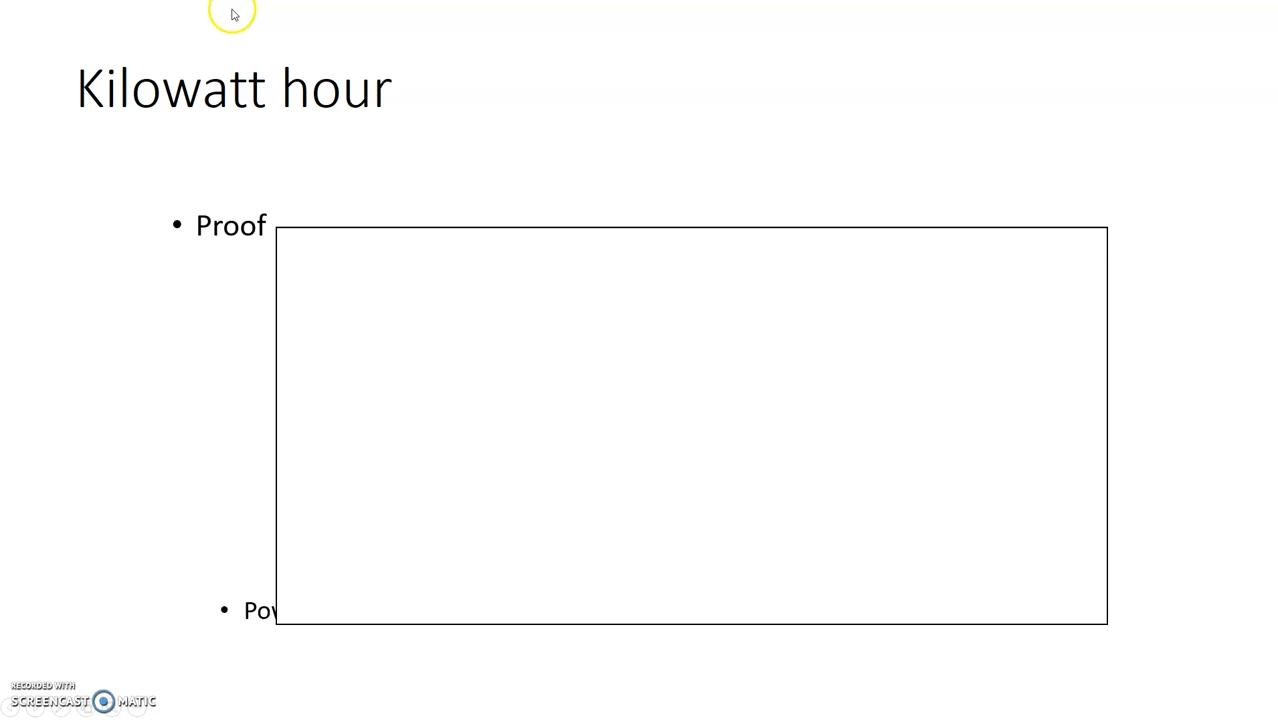 Kilowatt hour
• Proof
• Pov
RECORDED WITH
SCREENCAST MATIC